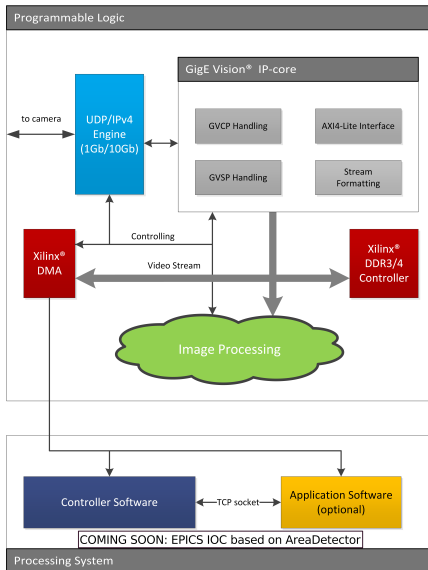 Programmable Logic
GigE Vision® IP-core
to camera
UDP/IPv4
Engine
(1Gb/10Gb)
GVCP Handling
AXI4-Lite Interface
GVSP Handling
Stream
Formatting
Controlling
Xilinx®
DMA
Video Stream
Xilinx®
DDR3/4
Controller
Image Processing
Controller Software
TCP socket
Application Software
(optional)
COMING SOON: EPICS IOC based on AreaDetector
Processing System